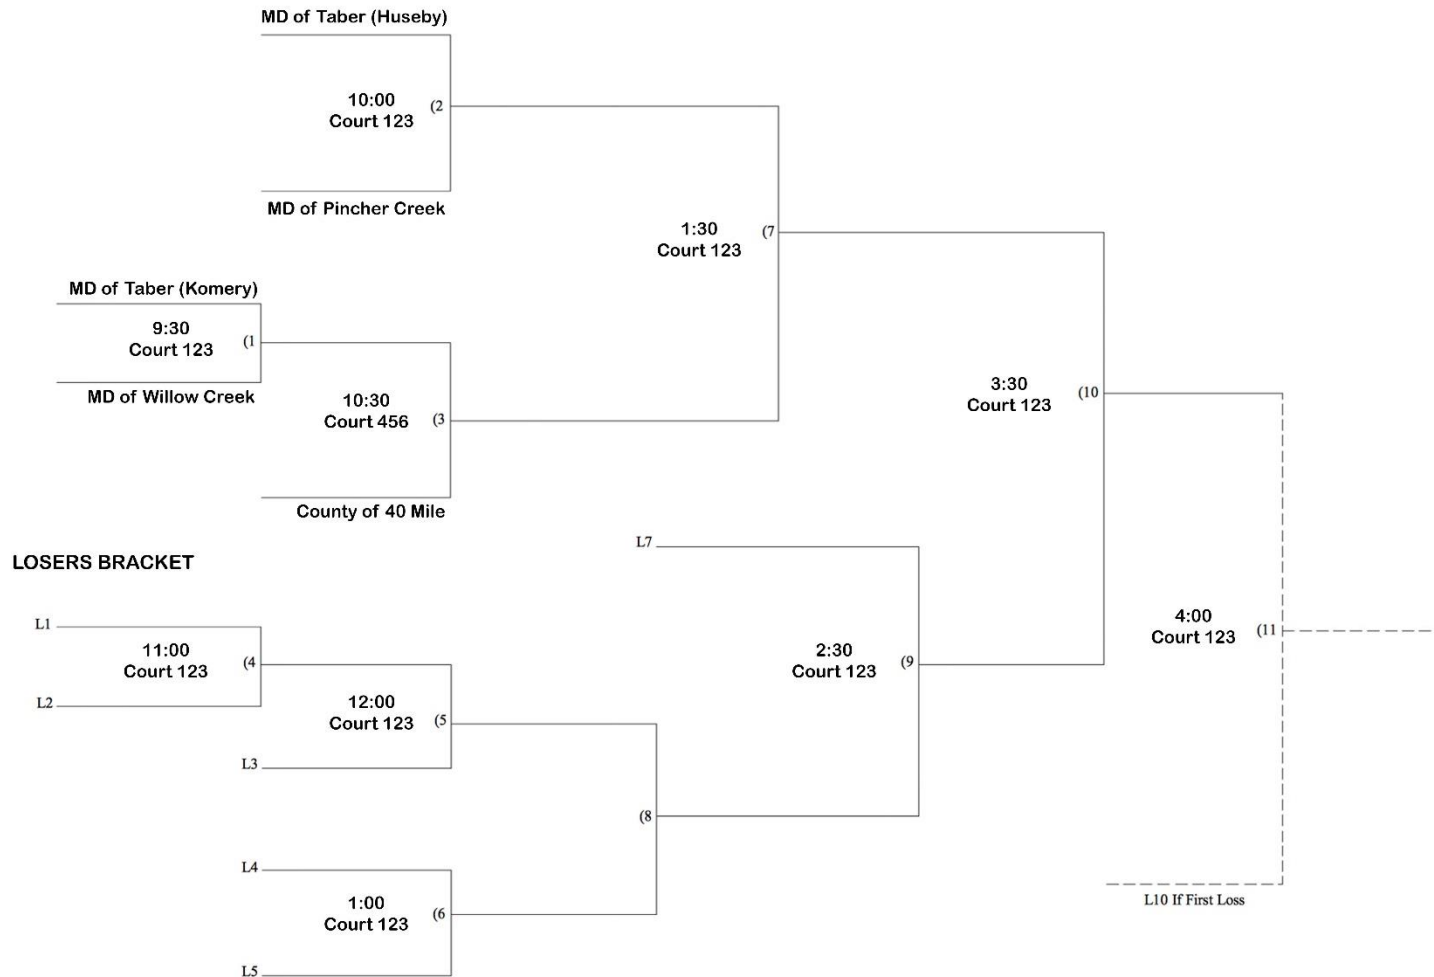 MD of Taber (Huseby)
10:00
Court 123
(2
MD of Pincher Creek
1:30
Court 123
(7
MD of Taber (Komery)
9:30
Court 123
(1
MD of Willow Creek
10:30
Court 456
(3
County of 40 Mile
3:30
Court 123
(10
LOSERS BRACKET
L7
L1
11:00
Court 123
(4
L2
12:00
Court 123
(5
L3
2:30
Court 123
(9
4:00
Court 123
(11
(8
L4
1:00
Court 123
(6
L5
L10 If First Loss